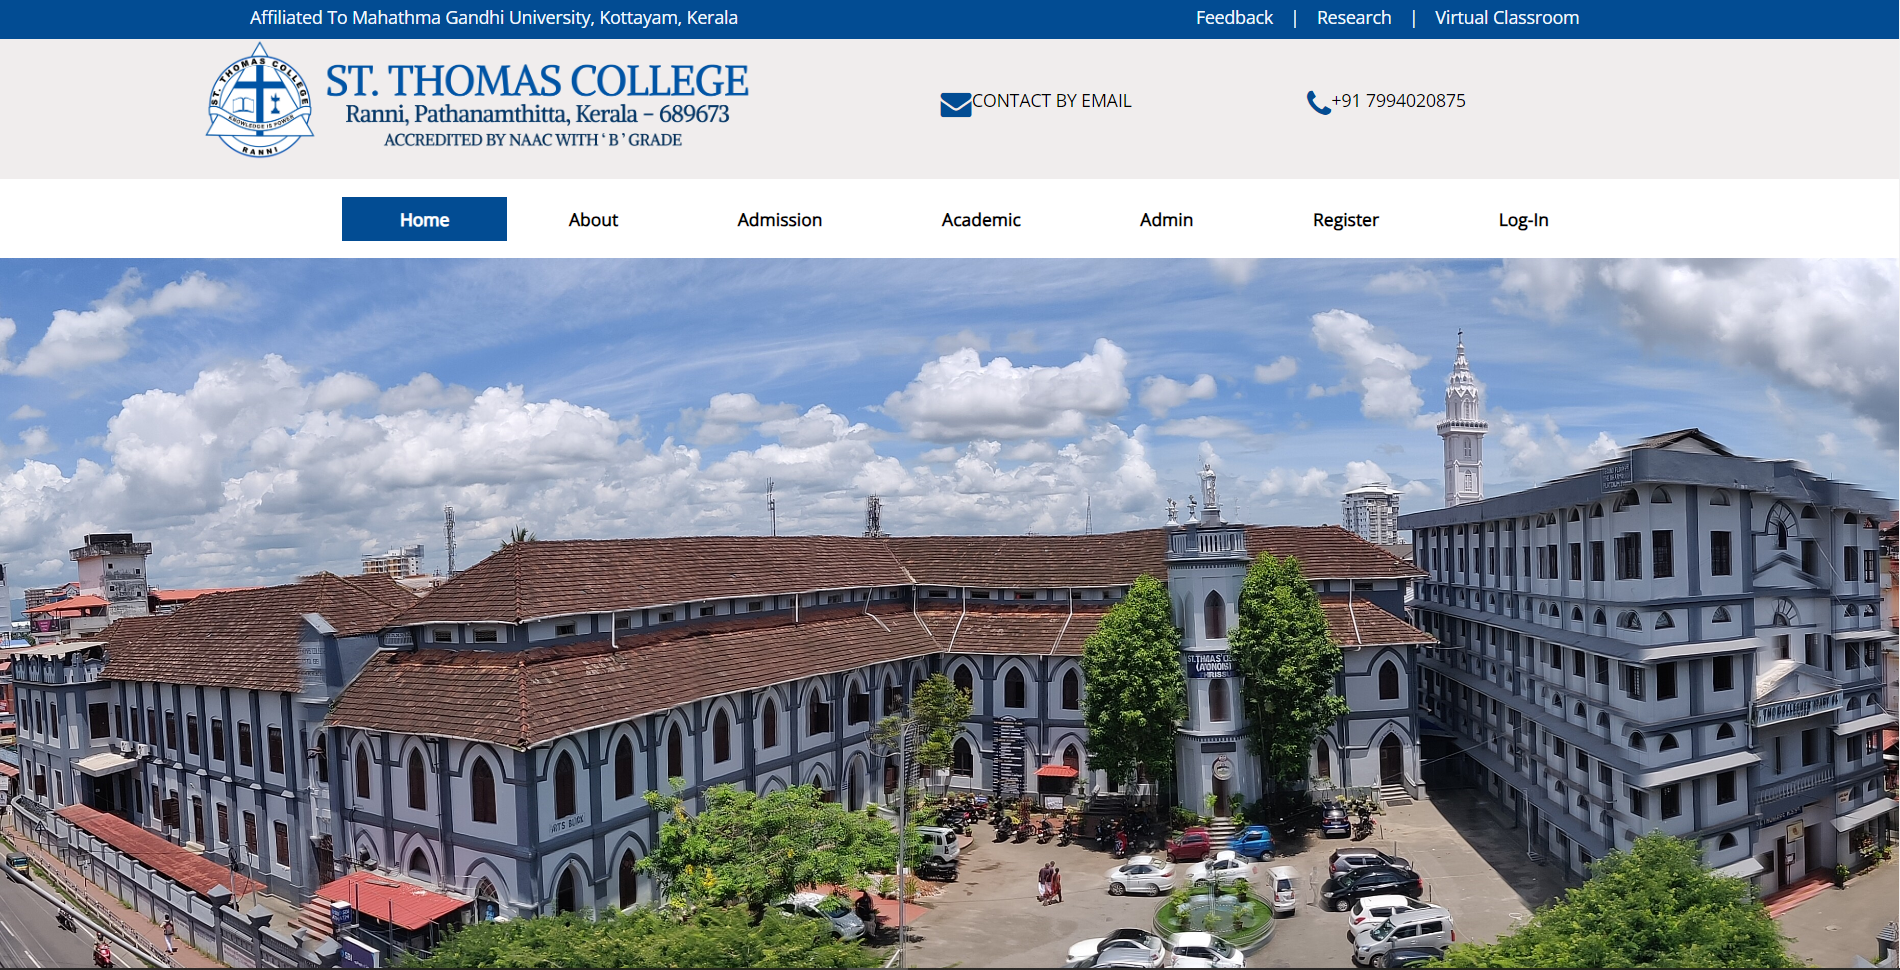 Affiliated To Mahathma Gandhi University, Kottayam, Kerala
Feedback | Research | Virtual Classroom
ST. THOMAS COLLEGE
KNOWLEDGE IS POWER
RANNI
ST. THOMAS COLLEGE
Ranni, Pathanamthitta, Kerala – 689673
ACCREDITED BY NAAC WITH ‘ B ’ GRADE
CONTACT BY EMAIL
+91 7994020875
Home
About
Admission
Academic
Admin
Register
Log-In
SBI